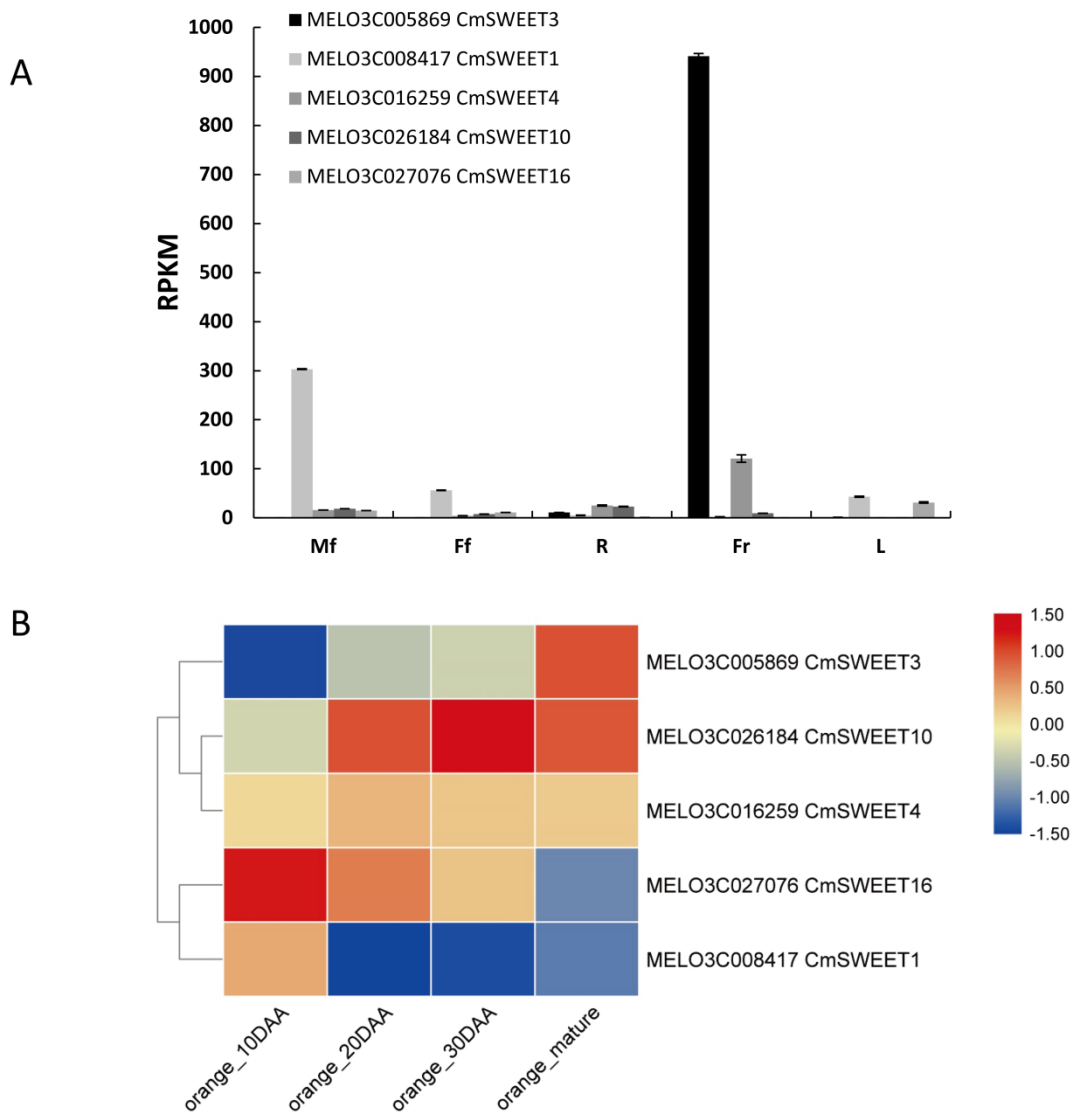 A
MELO3C005869 CmSWEET3
MELO3C008417 CmSWEET1
MELO3C016259 CmSWEET4
MELO3C026184 CmSWEET10
MELO3C027076 CmSWEET16
RPKM
1000
900
800
700
600
500
400
300
200
100
0
Mf Ff R Fr L
B
MELO3C005869 CmSWEET3
MELO3C026184 CmSWEET10
MELO3C016259 CmSWEET4
MELO3C027076 CmSWEET16
MELO3C008417 CmSWEET1
orange_10DAA orange_20DAA orange_30DAA orange_mature
1.50
1.00
0.50
0.00
-0.50
-1.00
-1.50